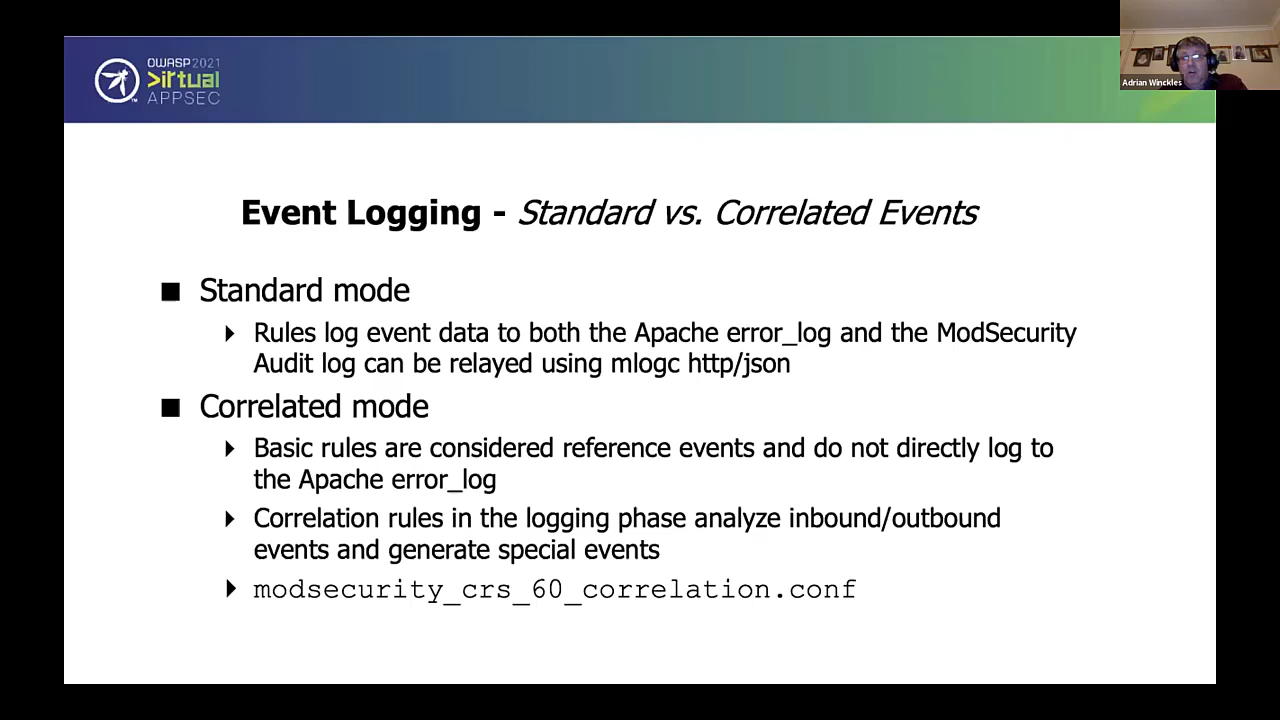 OWASP 2021
Virtual
APPSEC
TM
Adrian Winckles
Event Logging - Standard vs. Correlated Events
Standard mode
Rules log event data to both the Apache error_log and the ModSecurity
Audit log can be relayed using mlogc http/json
Correlated mode
Basic rules are considered reference events and do not directly log to
the Apache error_log
Correlation rules in the logging phase analyze inbound/outbound
events and generate special events
modsecurity_crs_60_correlation.conf